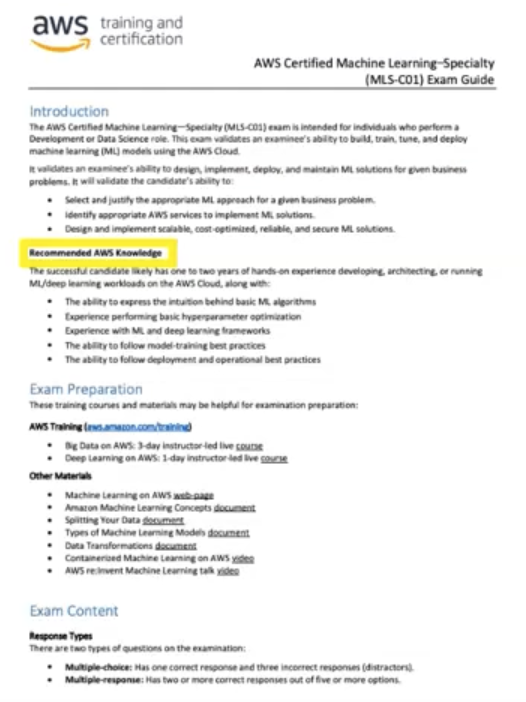 aws training and
certification
AWS Certified Machine Learning—Specialty
(MLS-C01) Exam Guide
Introduction
The AWS Certified Machine Learning—Specialty (MLS-C01) exam is intended for individuals who perform a
Development or Data Science role. This exam validates an examinee's ability to build, train, tune, and deploy
machine learning (ML) models using the AWS Cloud.
It validates an examinee's ability to design, implement, deploy, and maintain ML solutions for given business
problems. It will validate the candidate's ability to:
• Select and justify the appropriate ML approach for a given business problem.
• Identify appropriate AWS services to implement ML solutions.
• Design and implement scalable, cost-optimized, reliable, and secure ML solutions.
Recommended AWS Knowledge
The successful candidate likely has one to two years of hands-on experience developing, architecting, or running
ML/deep learning workloads on the AWS Cloud, along with:
• The ability to express the intuition behind basic ML algorithms
• Experience performing basic hyperparameter optimization
• Experience with ML and deep learning frameworks
• The ability to follow model-training best practices
• The ability to follow deployment and operational best practices
Exam Preparation
These training courses and materials may be helpful for examination preparation:
AWS Training (aws.amazon.com/training)
• Big Data on AWS: 3-day instructor-led live course
• Deep Learning on AWS: 1-day instructor-led live course
Other Materials
• Machine Learning on AWS web-page
• Amazon Machine Learning Concepts document
• Splitting Your Data document
• Types of Machine Learning Models document
• Data Transformations document
• Containerized Machine Learning on AWS video
• AWS re:Invent Machine Learning talk video
Exam Content
Response Types
There are two types of questions on the examination:
• Multiple-choice: Has one correct response and three incorrect responses (distractors).
• Multiple-response: Has two or more correct responses out of five or more options.